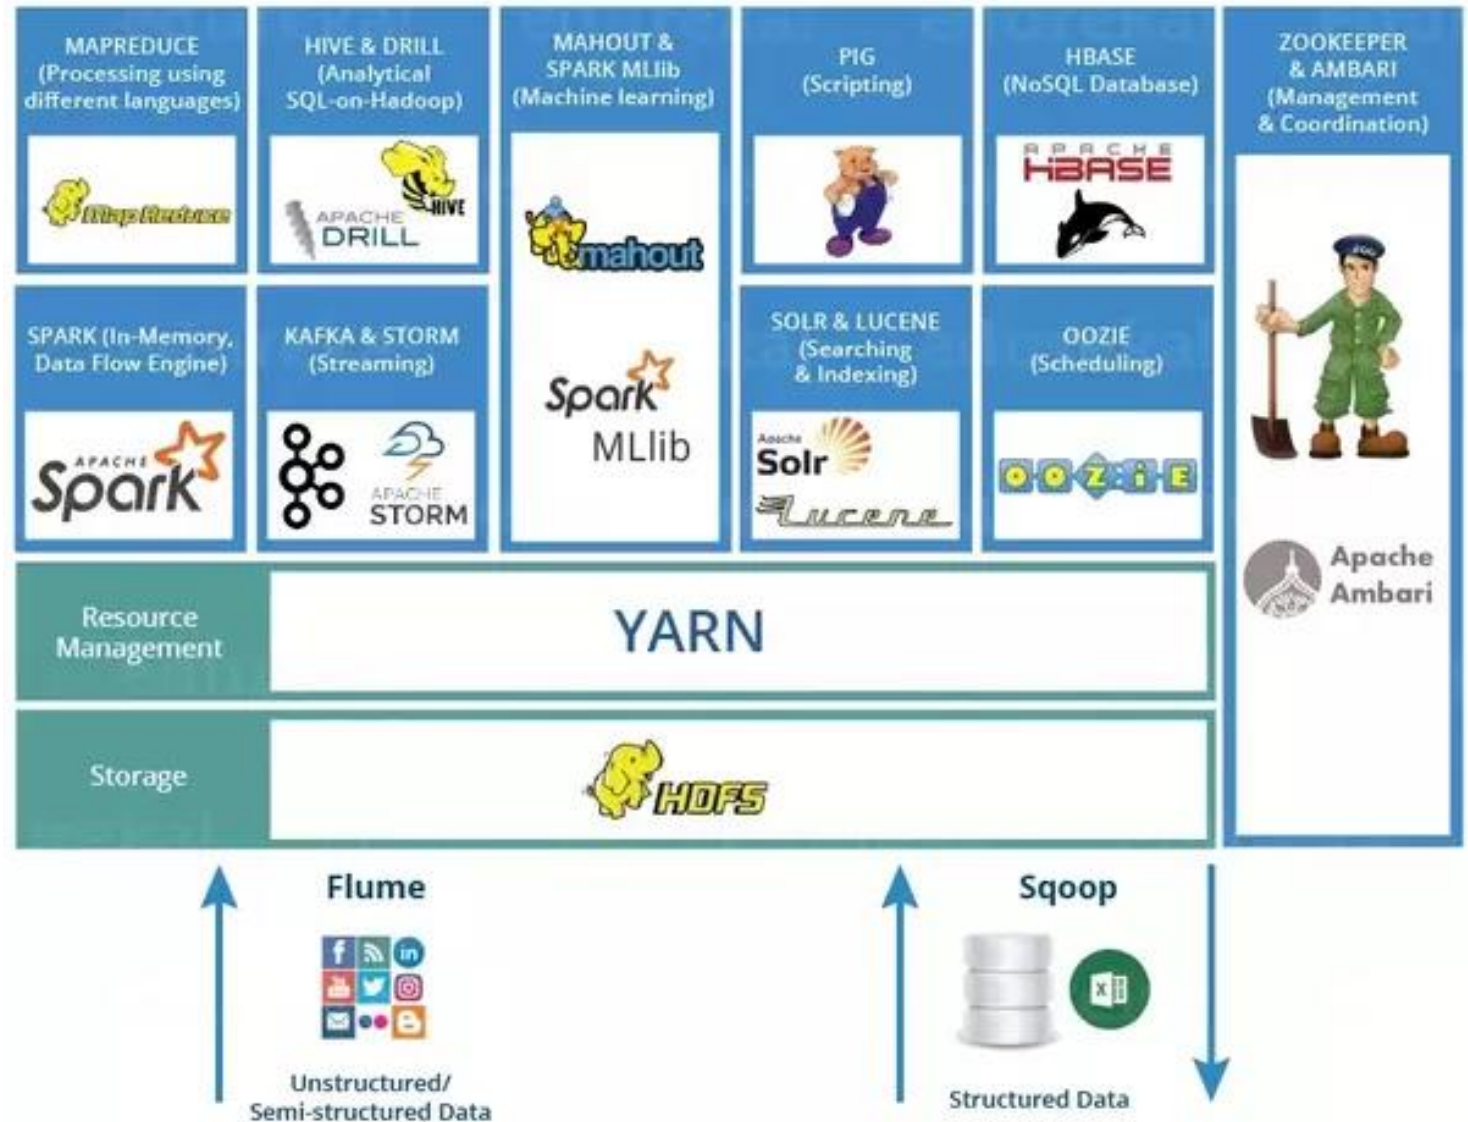 MAPREDUCE
(Processing using
different languages)
Map Reduce
HIVE & DRILL
(Analytical
SQL-on-Hadoop)
HIVE
APACHE
DRILL
MAHOUT &
SPARK MLlib
(Machine learning)
mahout
Spark
MLlib
PIG
(Scripting)
HBASE
(NoSQL Database)
APACHE
HBASE
ZOOKEEPER
& AMBARI
(Management
& Coordination)
Apache
Ambari
SPARK (In-Memory,
Data Flow Engine)
APACHE
Spark
KAFKA & STORM
(Streaming)
APACHE
STORM
SOLR & LUCENE
(Searching
& Indexing)
Apache
Solr
Lucene
OOZIE
(Scheduling)
OOZiE
Resource
Management
YARN
Storage
HDFS
Flume
f
in
Unstructured/
Semi-structured Data
Sqoop
X
Structured Data